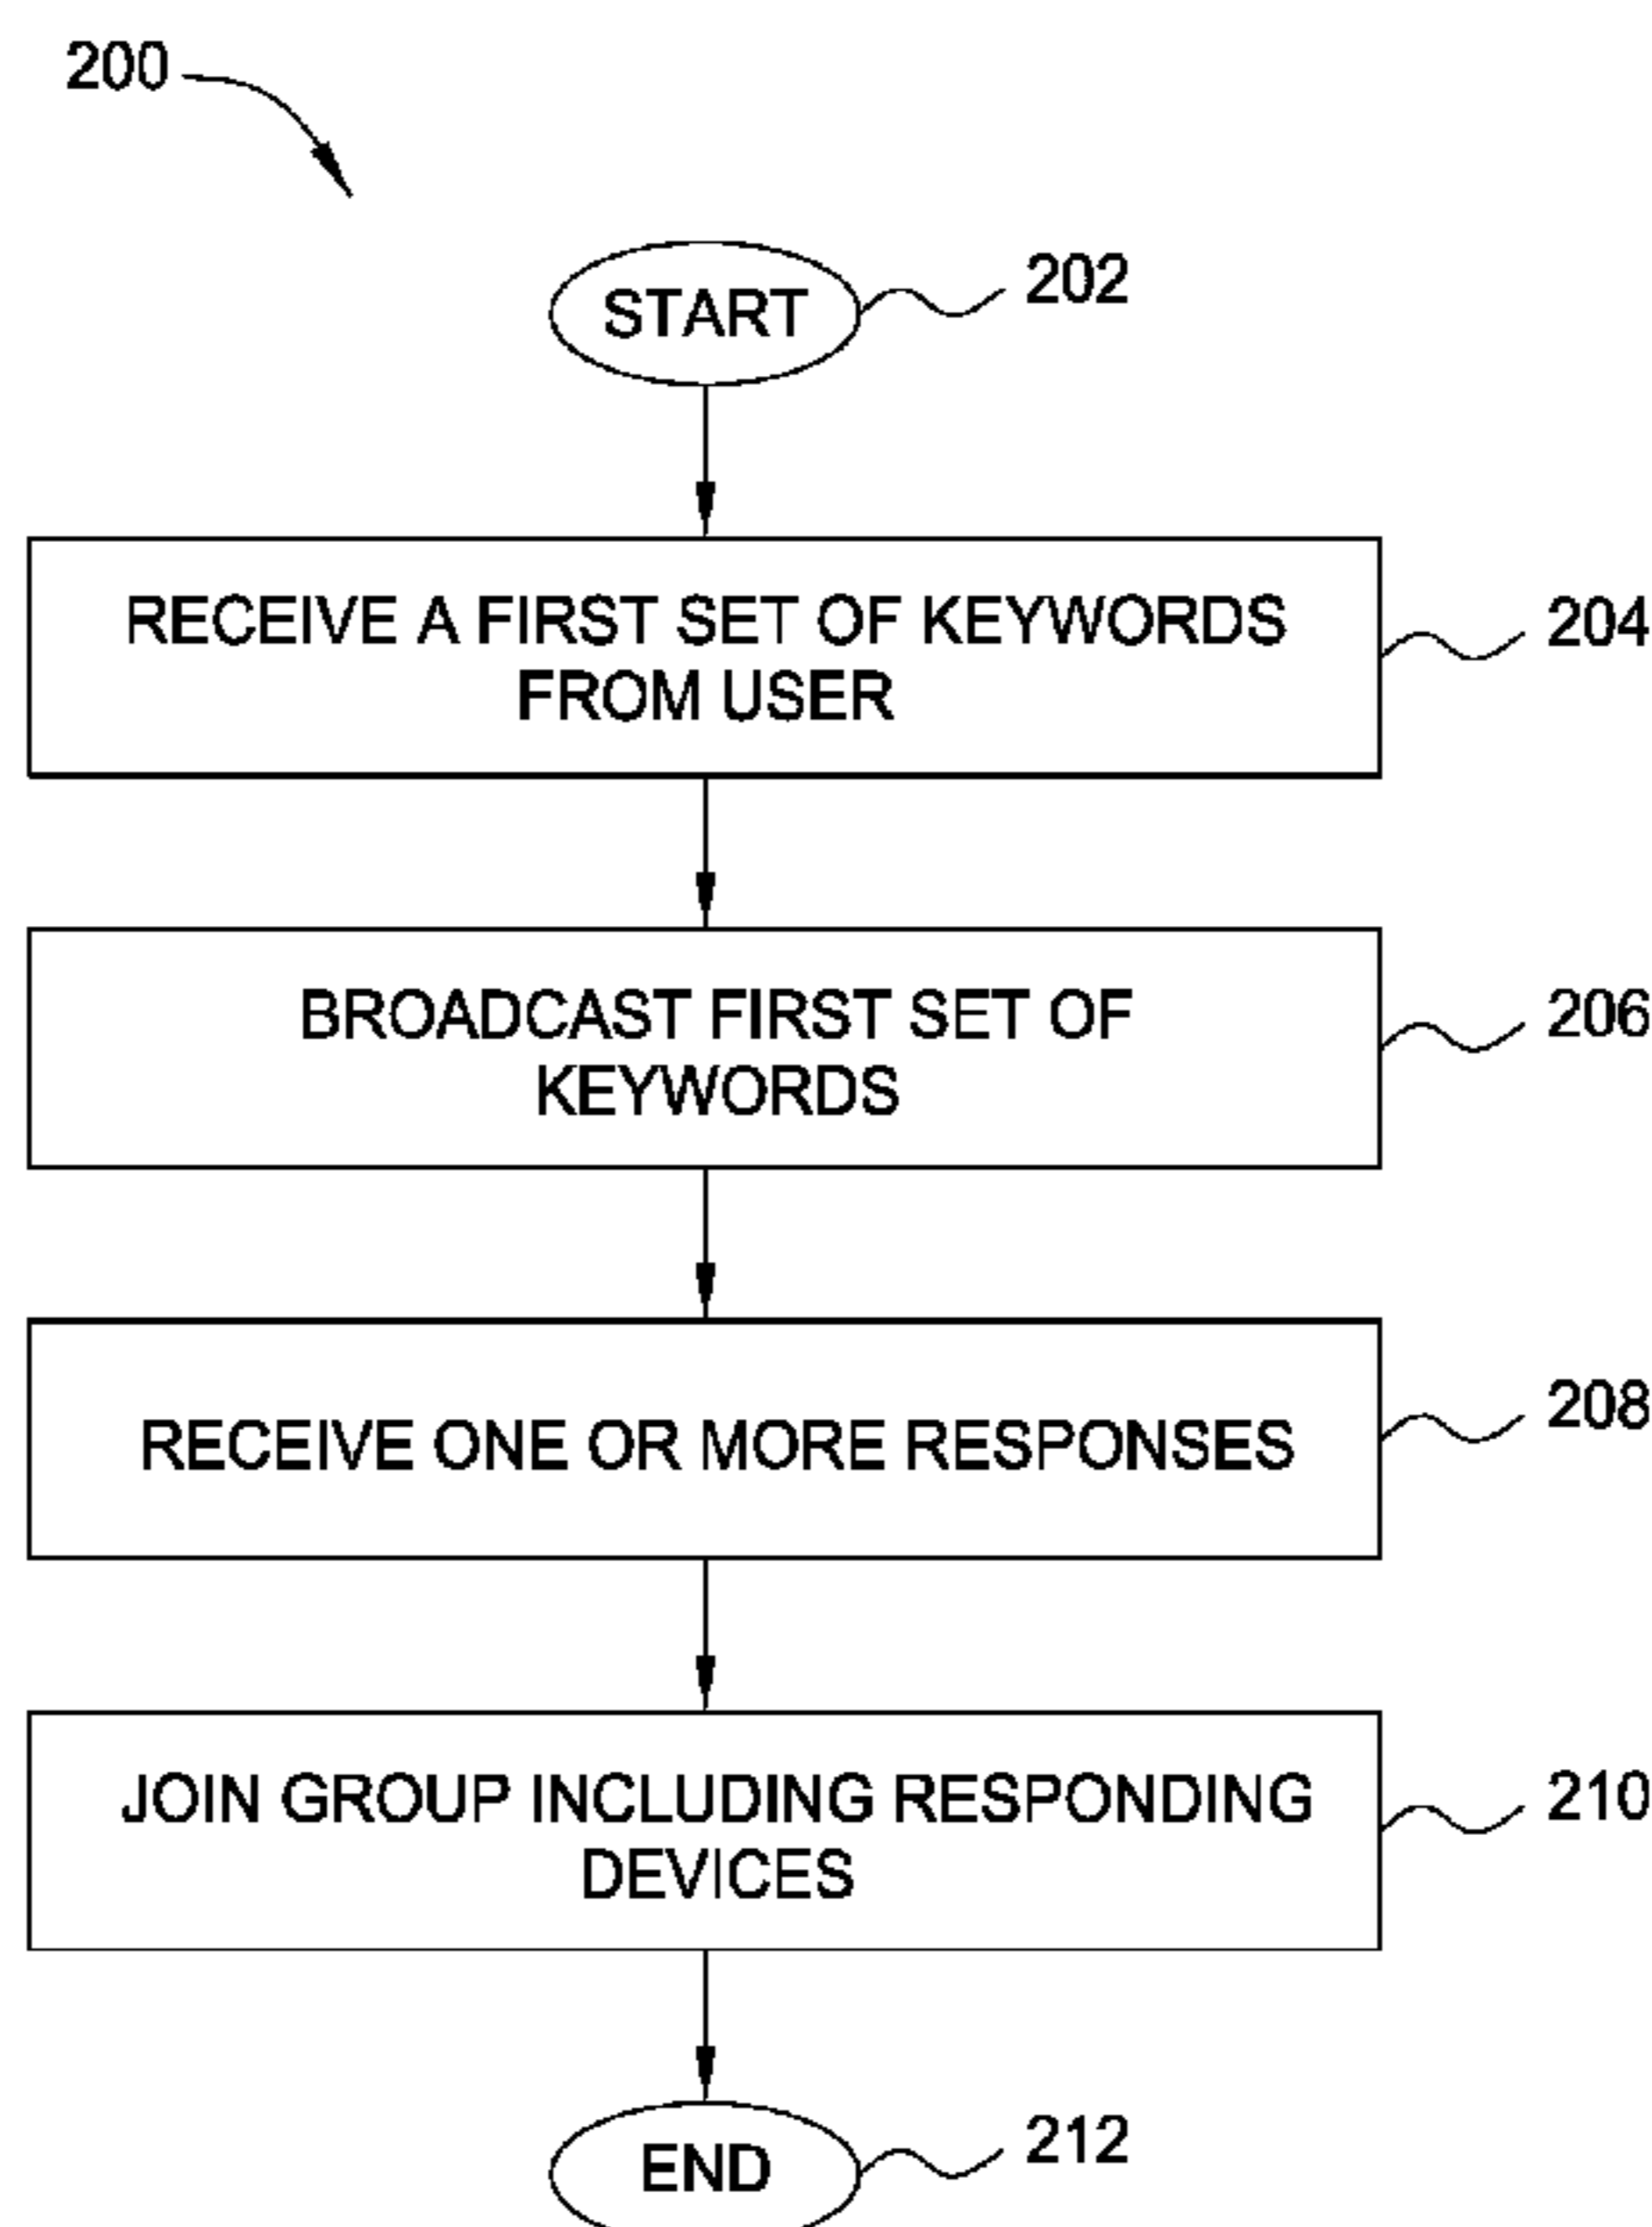 200
START
202
RECEIVE A FIRST SET OF KEYWORDS
FROM USER
204
BROADCAST FIRST SET OF
KEYWORDS
206
RECEIVE ONE OR MORE RESPONSES
208
JOIN GROUP INCLUDING RESPONDING
DEVICES
210
END
212